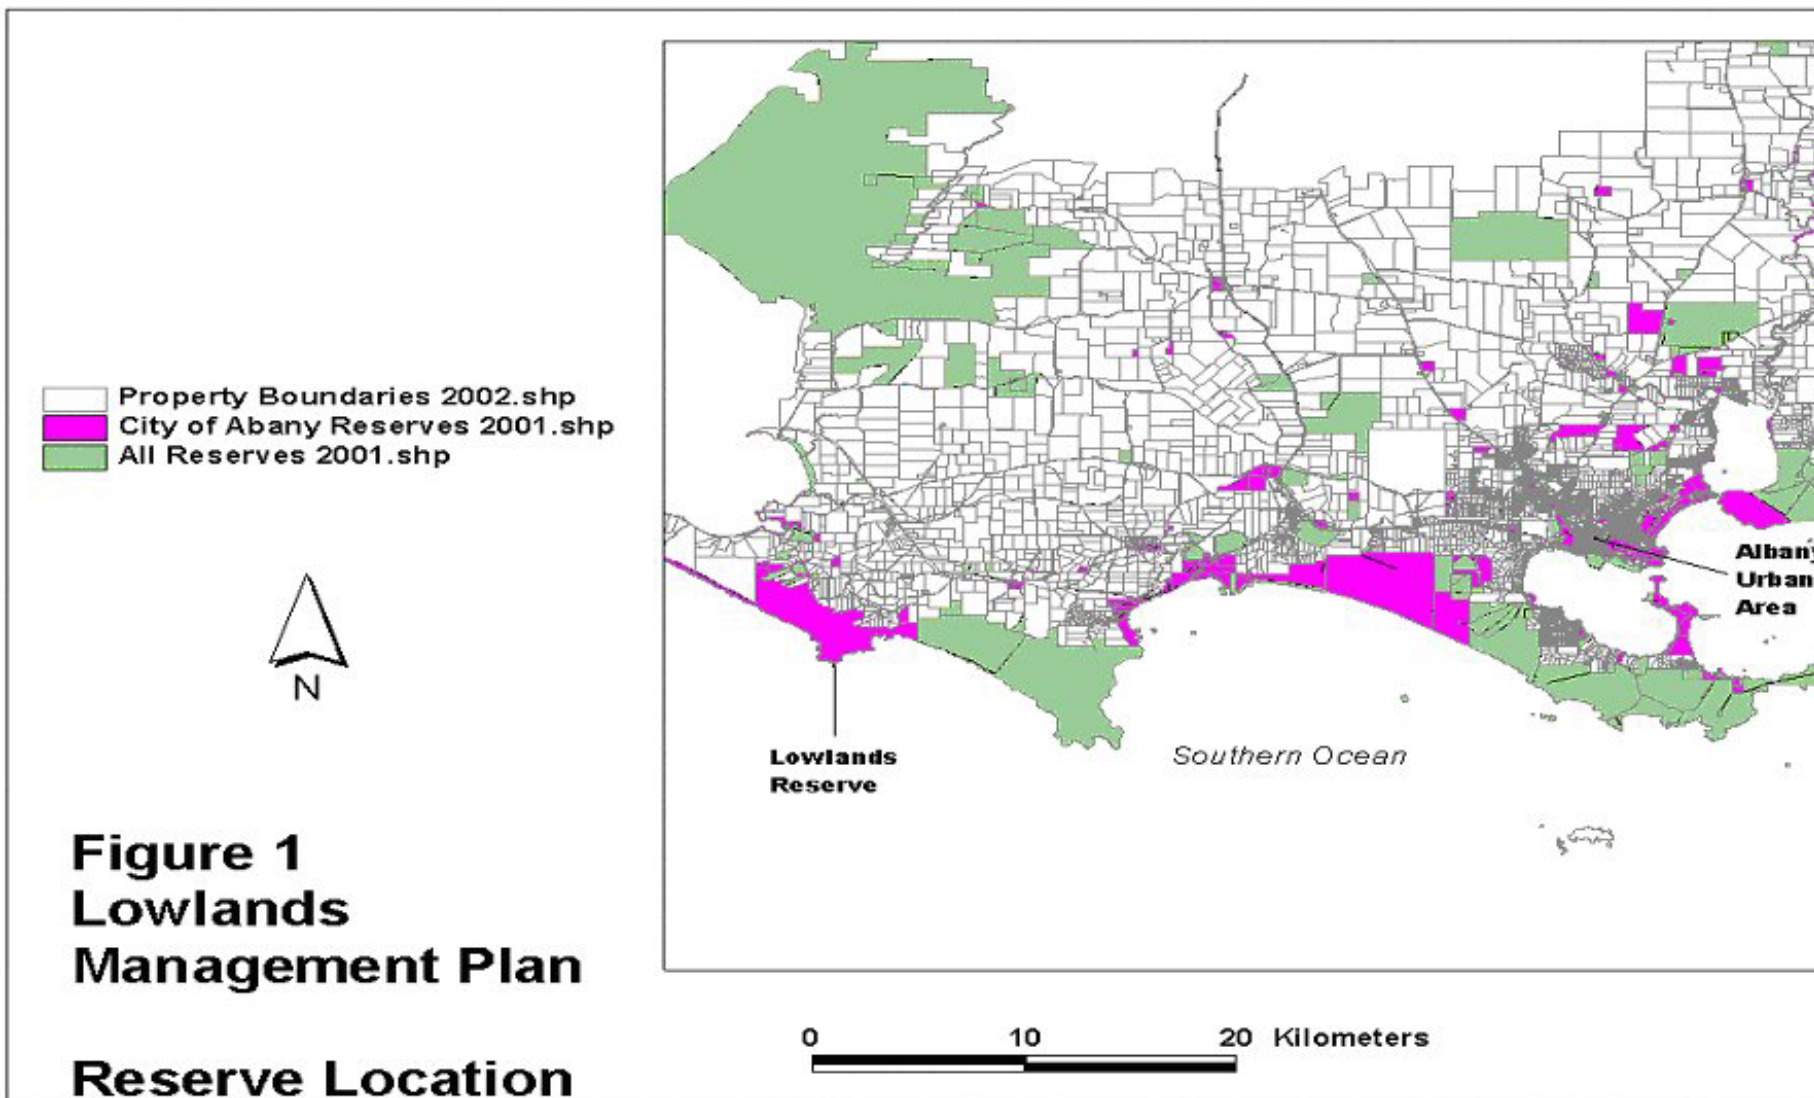 Property Boundaries 2002.shp
City of Abany Reserves 2001.shp
All Reserves 2001.shp
N
Figure 1
Lowlands
Management Plan
Reserve Location
Albany
Urban
Area
Lowlands
Reserve
Southern Ocean
0 10 20 Kilometers